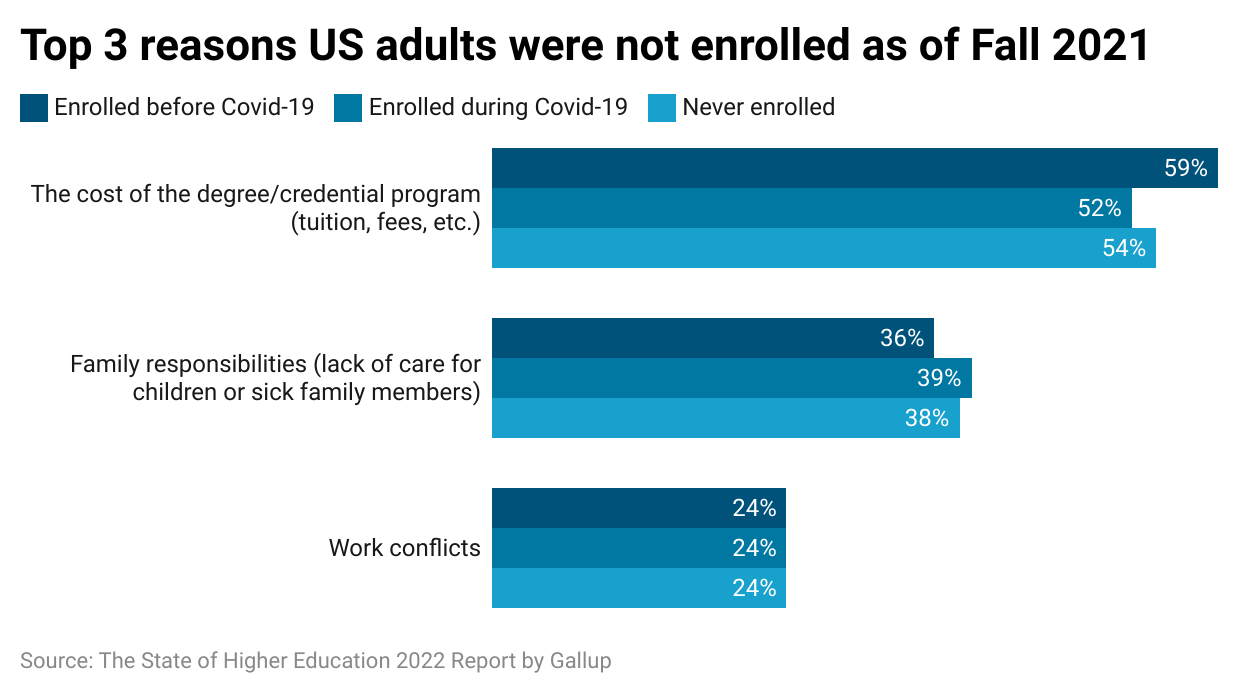 Top 3 reasons US adults were not enrolled as of Fall 2021
Enrolled before Covid-19 Enrolled during Covid-19 Never enrolled
The cost of the degree/credential program
(tuition, fees, etc.)
59%
52%
54%
Family responsibilities (lack of care for
children or sick family members)
36%
39%
38%
Work conflicts
24%
24%
24%
Source: The State of Higher Education 2022 Report by Gallup